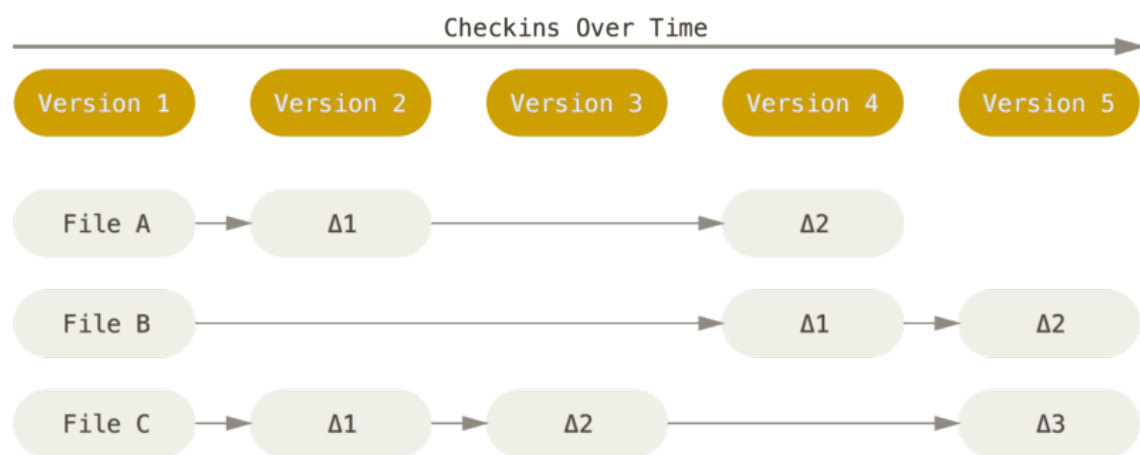 Checkins Over Time
Version 1 Version 2 Version 3 Version 4 Version 5
File A Δ1 Δ2
File B Δ1 Δ2
File C Δ1 Δ2 Δ3